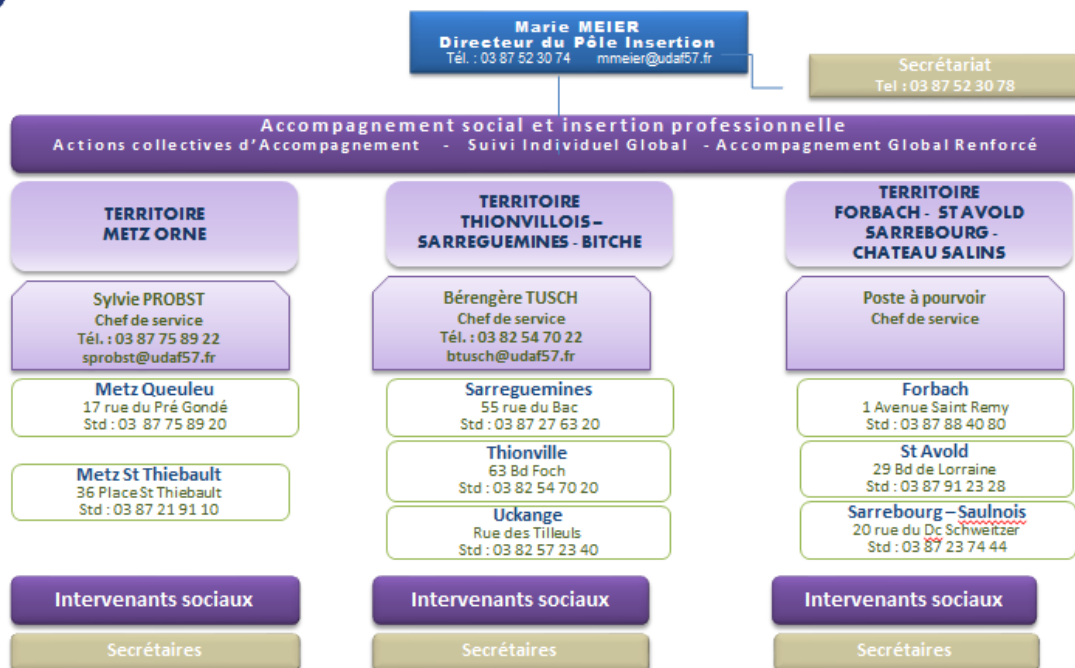 Marie MEIER
Directeur du Pôle Insertion
Tél. : 03 87 52 30 74 mmeier@udaf57.fr
Secrétariat
Tel : 03 87 52 30 78
Accompagnement social et insertion professionnelle
Actions collectives d'Accompagnement - Suivi Individuel Global - Accompagnement Global Renforcé
TERRITOIRE
METZ ORNE
Sylvie PROBST
Chef de service
Tél. : 03 87 75 89 22
sprobst@udaf57.fr
Metz Queuleu
17 rue du Pré Gondé
Std : 03 87 75 89 20
Metz St Thiebault
36 Place St Thiebault
Std : 03 87 21 91 10
Intervenants sociaux
Secrétaires
TERRITOIRE
THIONVILLOIS –
SARREGUEMINES - BITCHE
Bérengère TUSCH
Chef de service
Tél. : 03 82 54 70 22
btusch@udaf57.fr
Sarreguemines
55 rue du Bac
Std : 03 87 27 63 20
Thionville
63 Bd Foch
Std : 03 82 54 70 20
Uckange
Rue des Tilleuls
Std : 03 82 57 23 40
Intervenants sociaux
Secrétaires
TERRITOIRE
FORBACH - ST AVOLD
SARREBOURG -
CHATEAU SALINS
Poste à pourvoir
Chef de service
Forbach
1 Avenue Saint Remy
Std : 03 87 88 40 80
St Avold
29 Bd de Lorraine
Std : 03 87 91 23 28
Sarrebourg – Saulnois
20 rue du Dc Schweitzer
Std : 03 87 23 74 44
Intervenants sociaux
Secrétaires